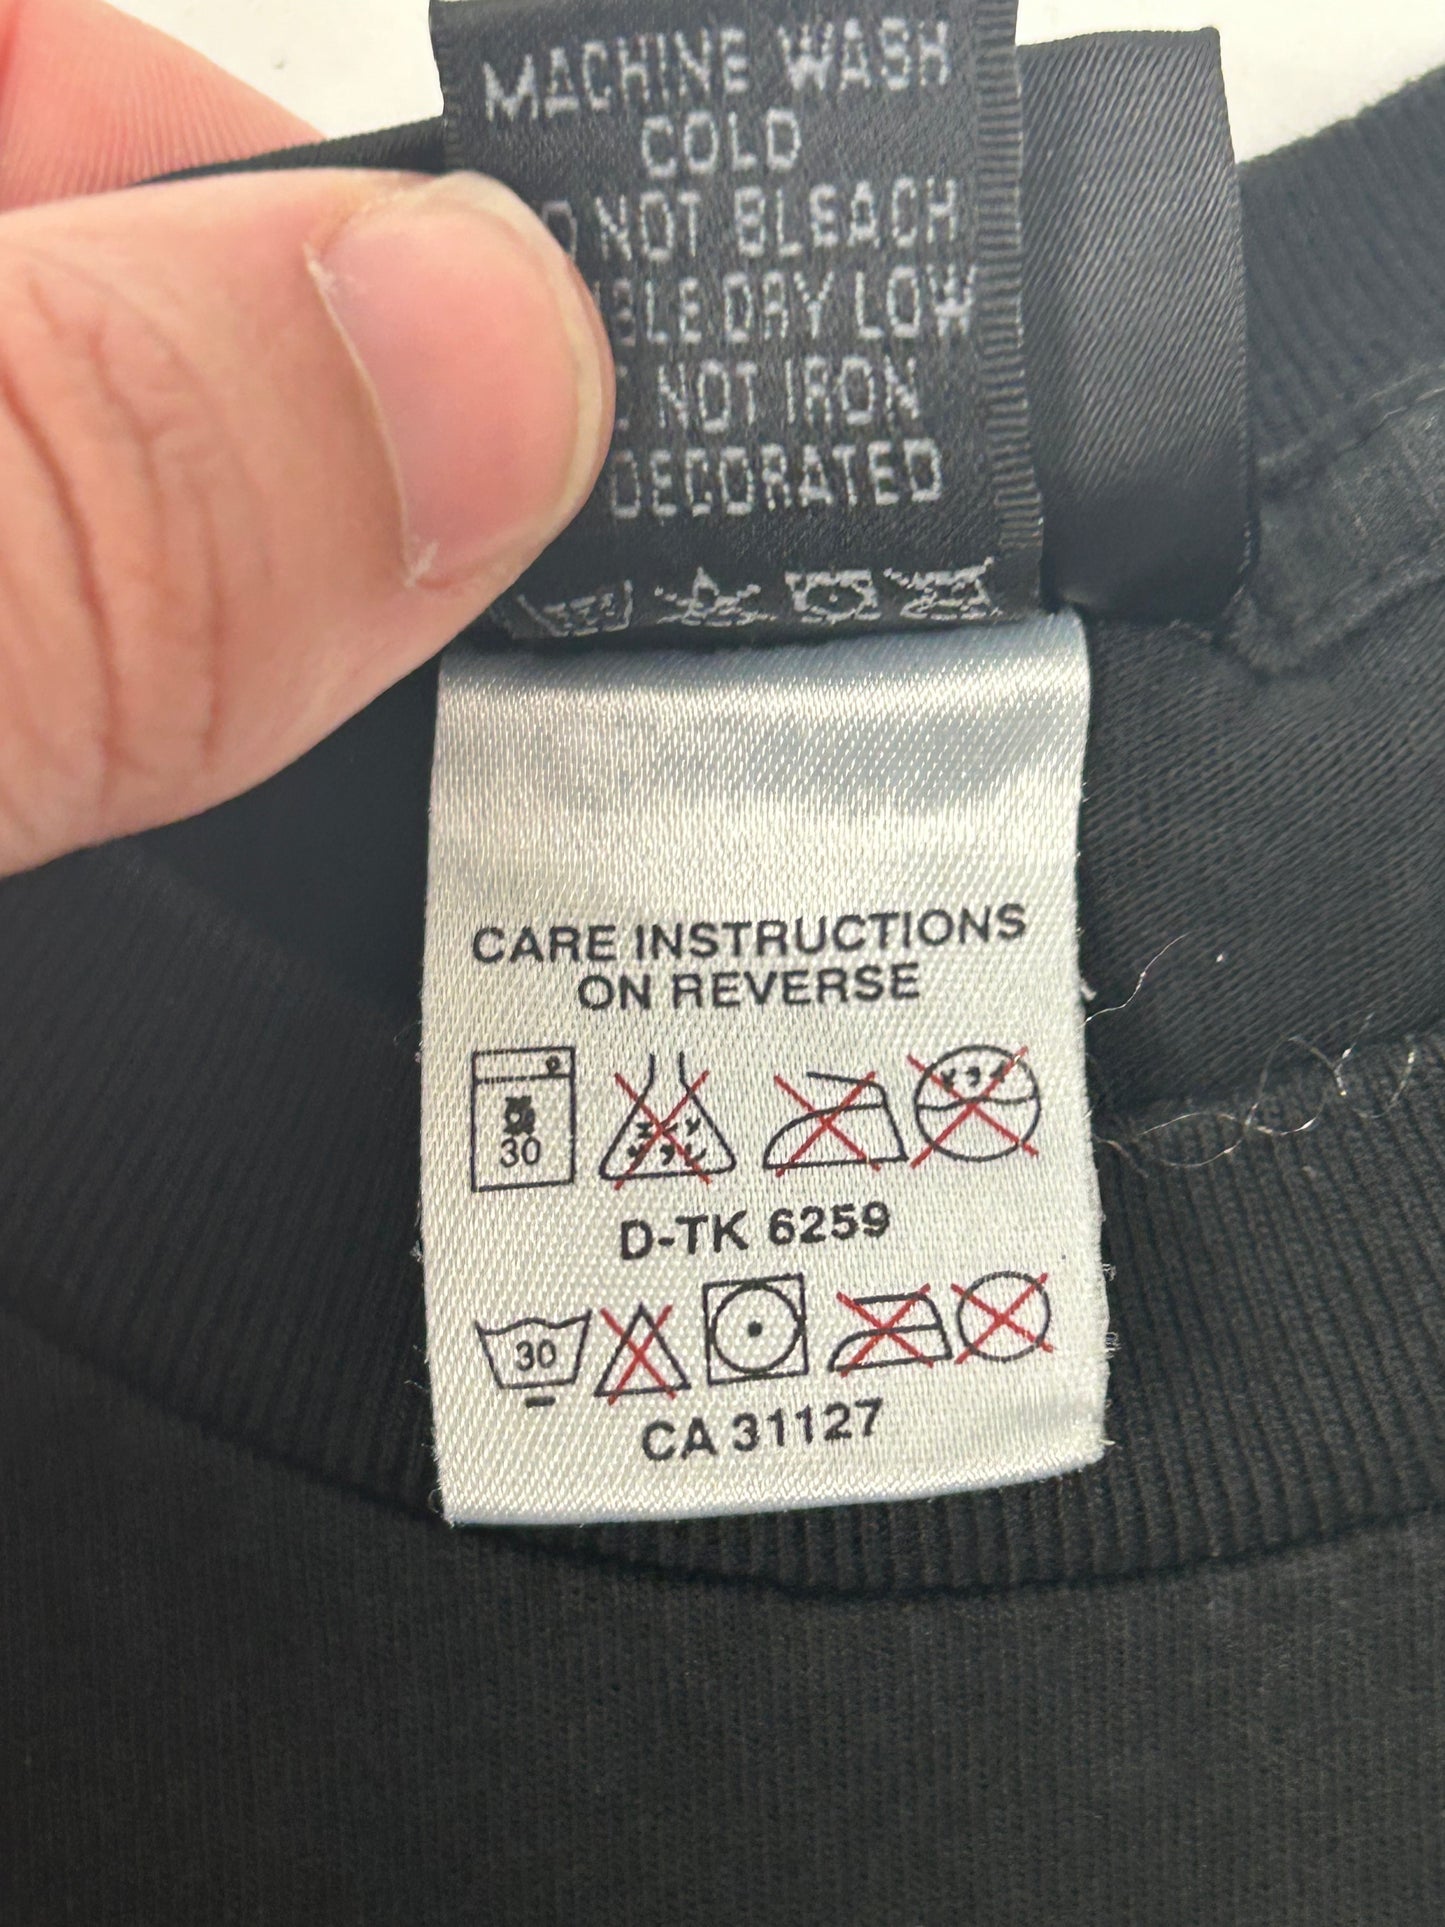 MACHINE WASH
COLD
NOT BLEACH
DRY LOW
NOT IRON
DECORATED
CARE INSTRUCTIONS
ON REVERSE
30
D-TK 6259
30
CA 31127